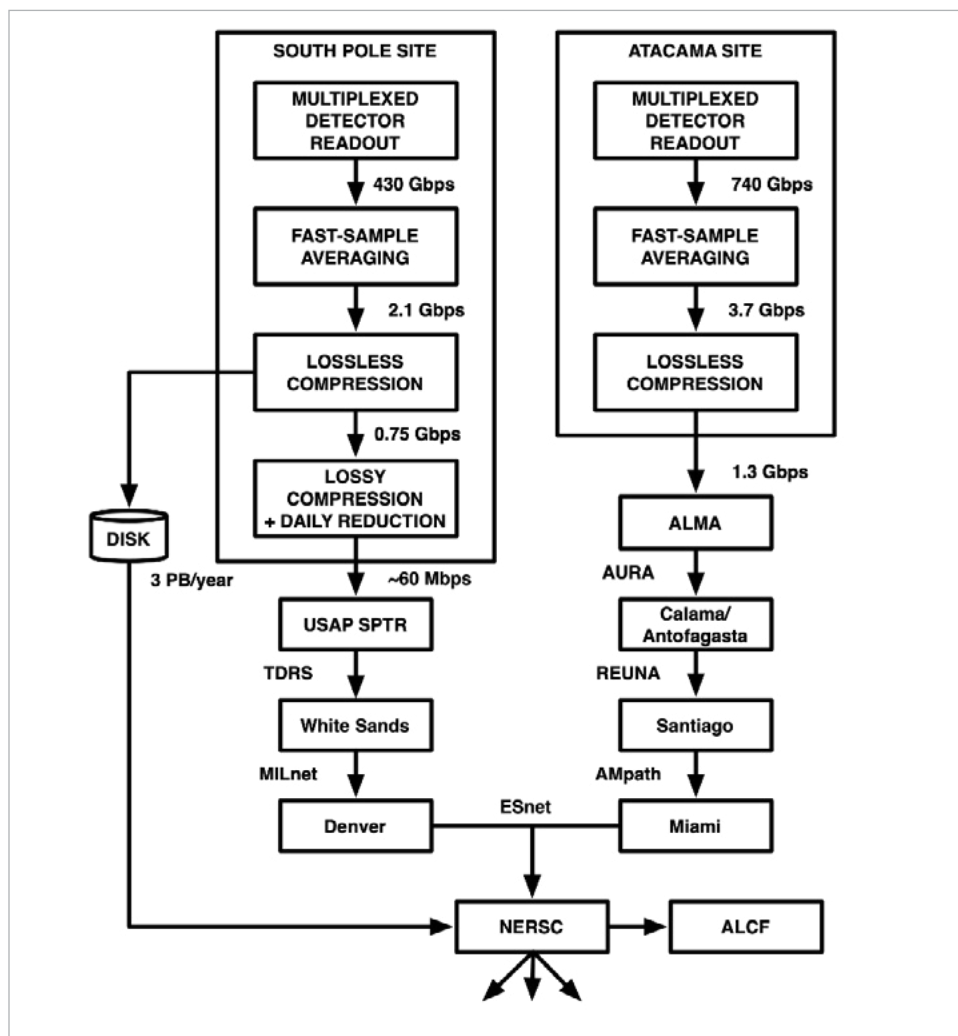 SOUTH POLE SITE
MULTIPLEXED
DETECTOR
READOUT
430 Gbps
FAST-SAMPLE
AVERAGING
2.1 Gbps
LOSSLESS
COMPRESSION
0.75 Gbps
LOSSY
COMPRESSION
+ DAILY REDUCTION
DISK
3 PB/year
~60 Mbps
USAP SPTR
TDRS
White Sands
MILnet
Denver
ATACAMA SITE
MULTIPLEXED
DETECTOR
READOUT
740 Gbps
FAST-SAMPLE
AVERAGING
3.7 Gbps
LOSSLESS
COMPRESSION
1.3 Gbps
ALMA
AURA
Calama/
Antofagasta
REUNA
Santiago
AMpath
Miami
ESnet
NERSC
ALCF